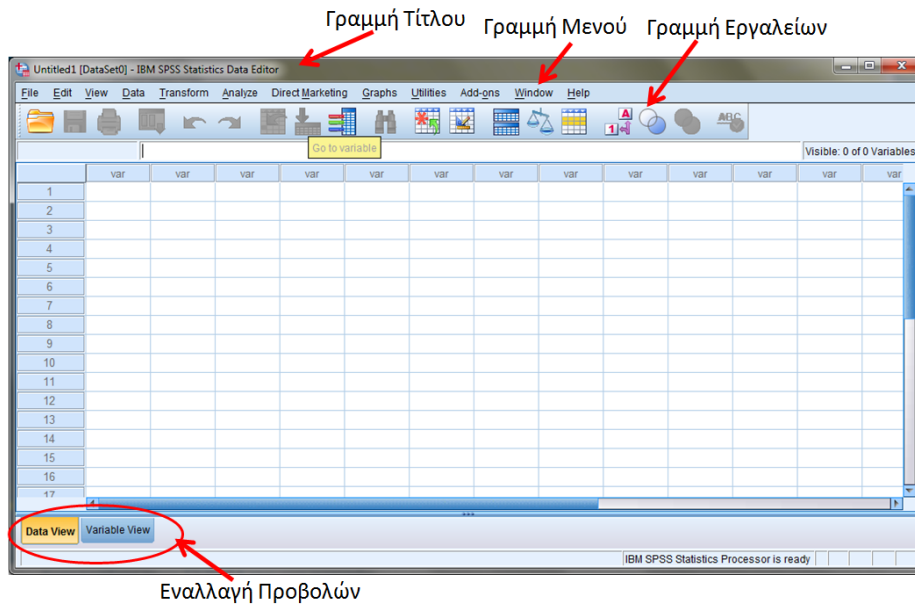 Γραμμή Τίτλου
Γραμμή Μενού
Γραμμή Εργαλείων
Untitled1 [DataSet0] - IBM SPSS Statistics Data Editor
File Edit View Data Transform Analyze Direct Marketing Graphs Utilities Add-ons Window Help
A
1
ABC
Go to variable
Visible: 0 of 0 Variables
var var var var var var var var var var var var var
1
2
3
4
5
6
7
8
9
10
11
12
13
14
15
16
17
Data View Variable View
IBM SPSS Statistics Processor is ready
Εναλλαγή Προβολών